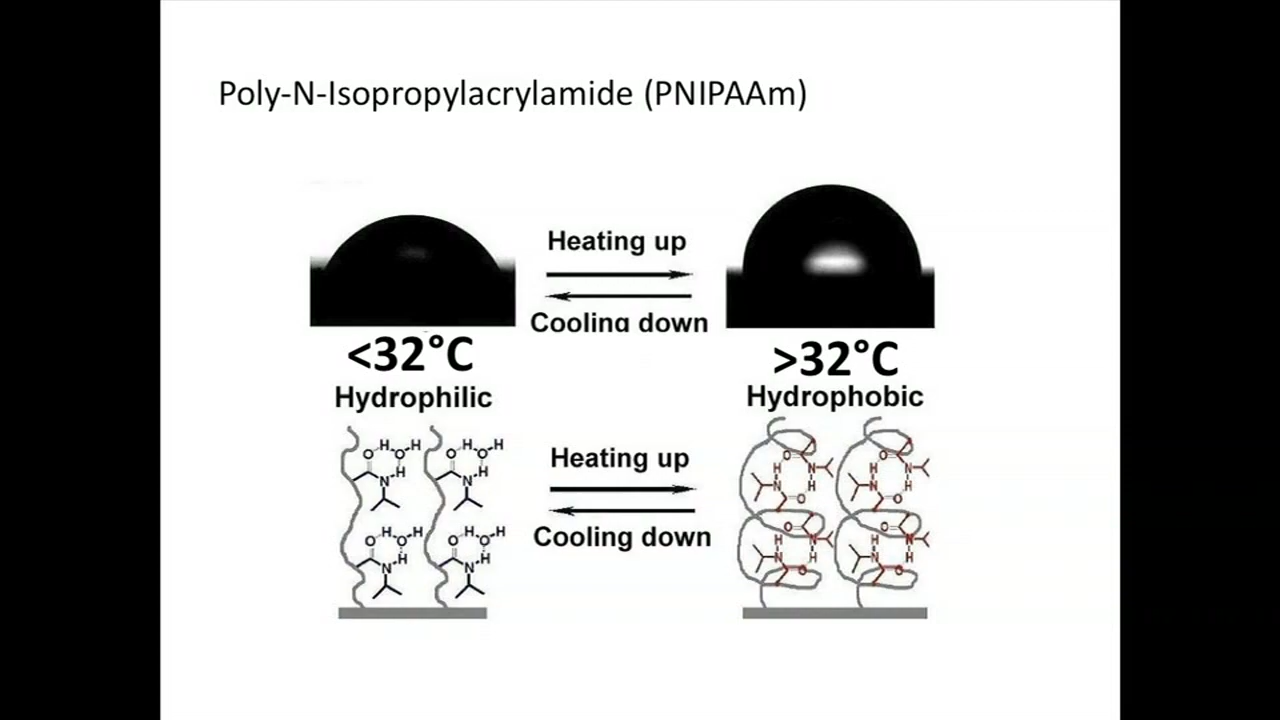 Poly-N-Isopropylacrylamide (PNIPAAm)
Heating up
Cooling down
<32°C
>32°C
Hydrophilic
Hydrophobic
O H O H
H
N
O H O H
H
N
O
N
H
H
N
O
O
N
H
H
N
O
Heating up
Cooling down
O H O H
H
N
O H O H
H
N
O
N
H
H
N
O
O
N
H
H
N
O